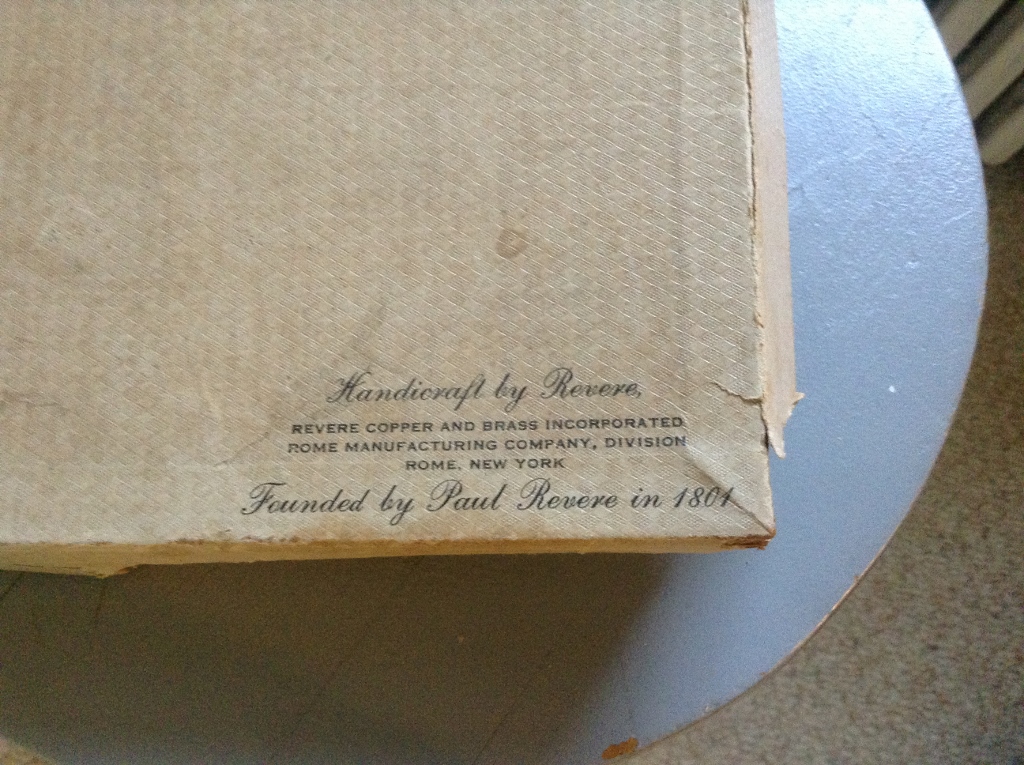 Handicraft by Revere,
REVERE COPPER AND BRASS INCORPORATED
ROME MANUFACTURING COMPANY, DIVISION
ROME, NEW YORK
Founded by Paul Revere in 1801